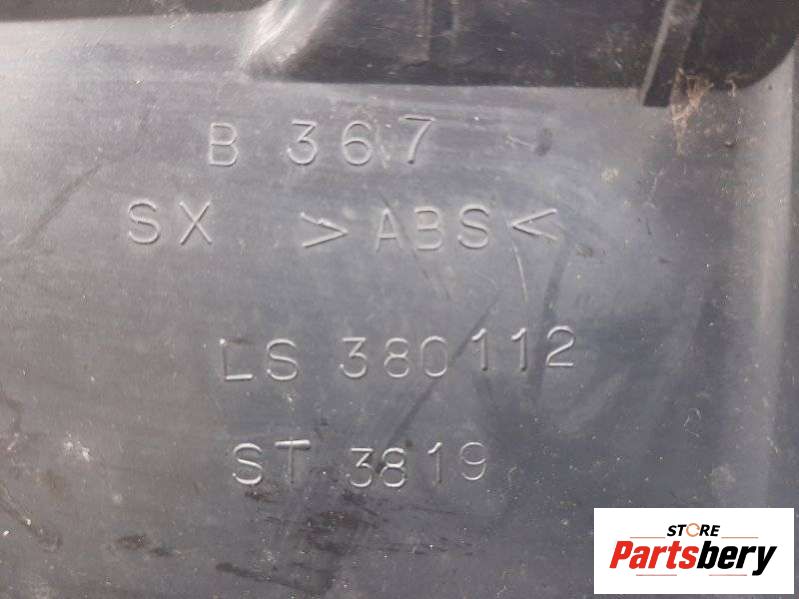 B 367
SX >ABS<
LS 380112
ST 3819
STORE
Partsbery